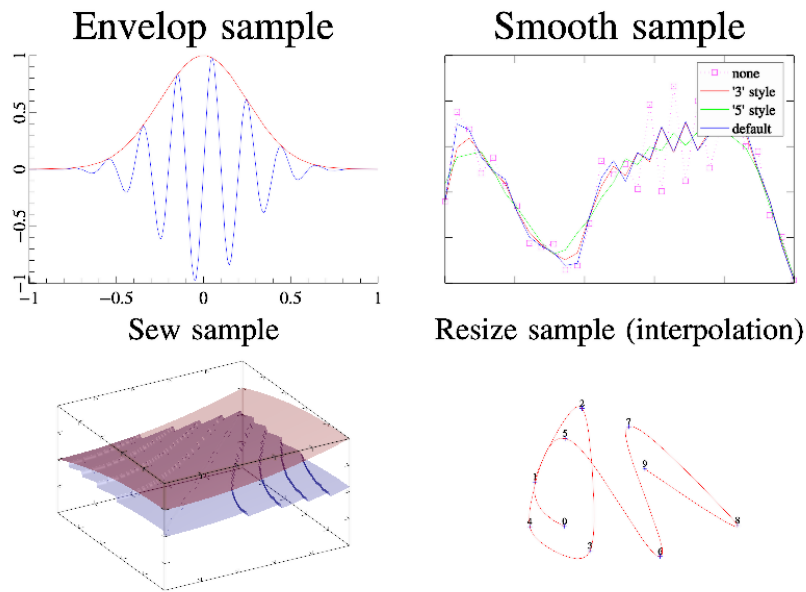 Envelop sample
Smooth sample
1
0.5
0
−0.5
−1
−1
−0.5
0
0.5
1
none
'3' style
'5' style
default
Sew sample
Resize sample (interpolation)
2
7
5
9
1
4
0
8
3
6